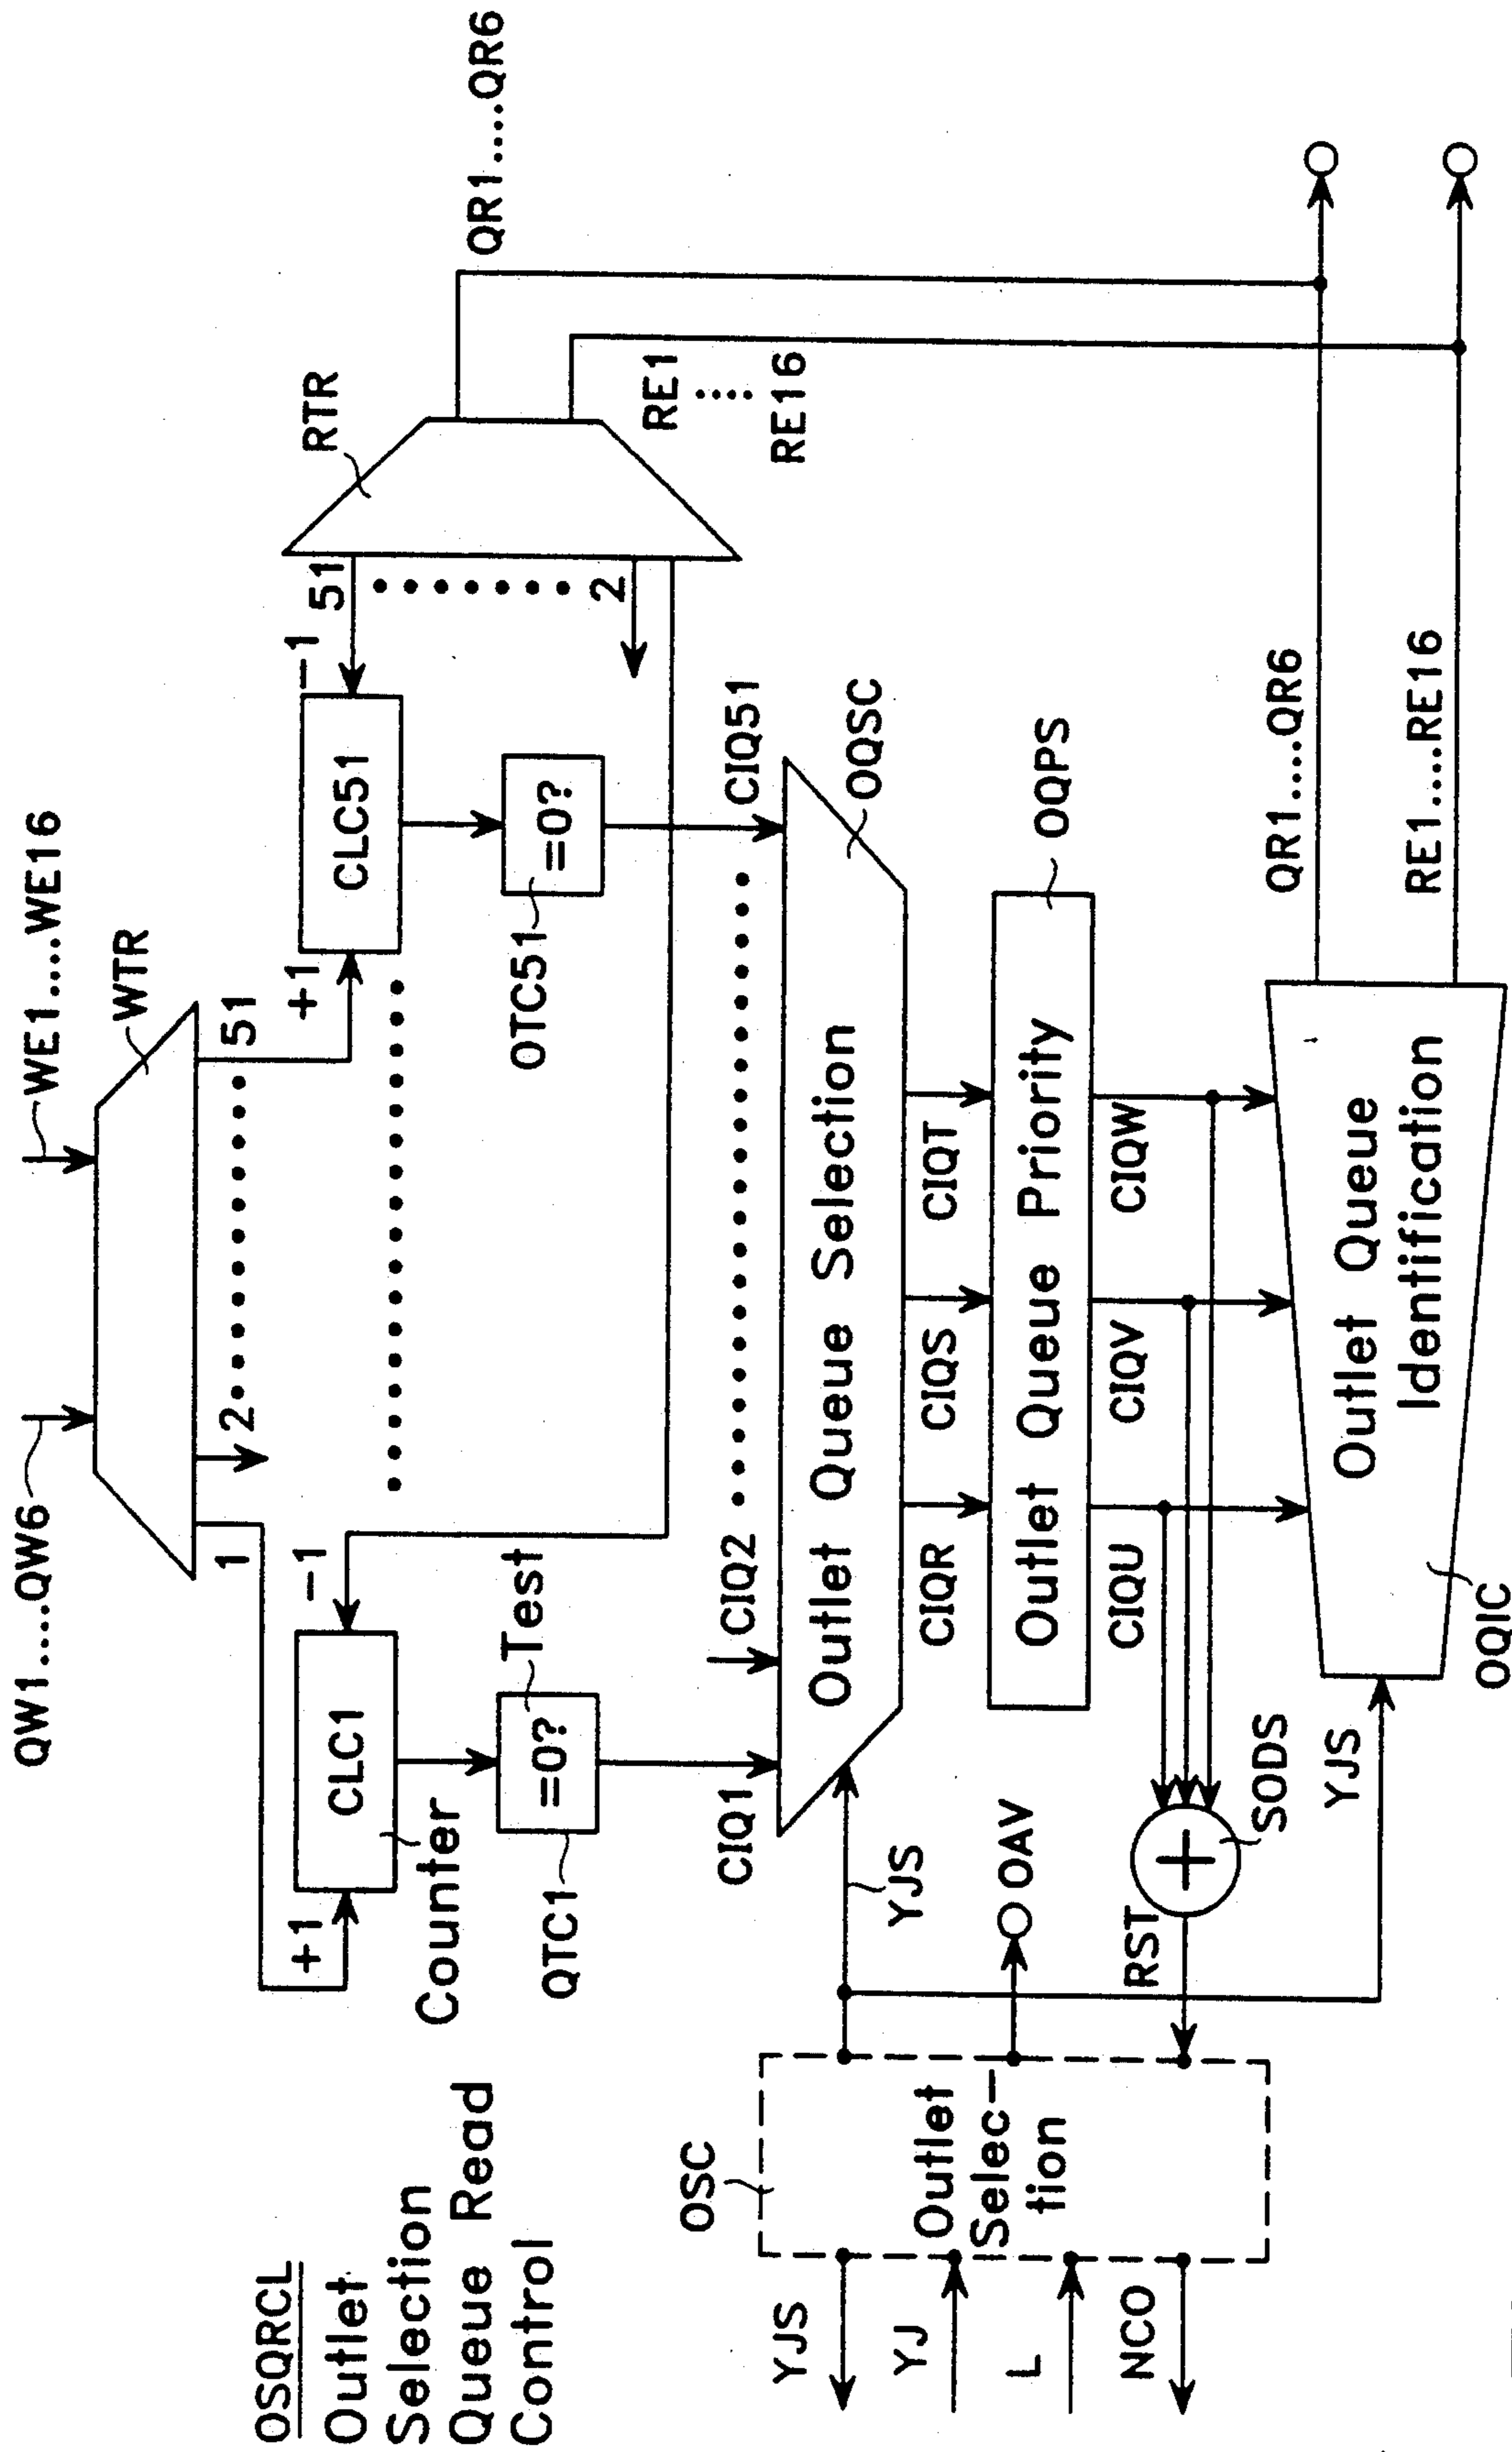 OSQRCL
Outlet
Selection
Queue Read
Control
QW1....QW6
WE1....WE16
WTR
1
2
51
+1
-1
CLC1
Counter
+1
-1
CLC51
51
2
RTR
QR1....QR6
RE1
RE16
=0?
Test
QTC1
=0?
OTC51
CIQ1
CIQ2
CIQ51
Outlet Queue Selection
OQSC
YJS
CIQR
CIQS
CIQT
OSC
Outlet
Selec-
tion
YJS
YJ
L
NCO
OAV
RST
SODS
Outlet Queue Priority
OQPS
CIQU
CIQV
CIQW
YJS
Outlet Queue
Identification
OQIC
QR1....QR6
RE1....RE16